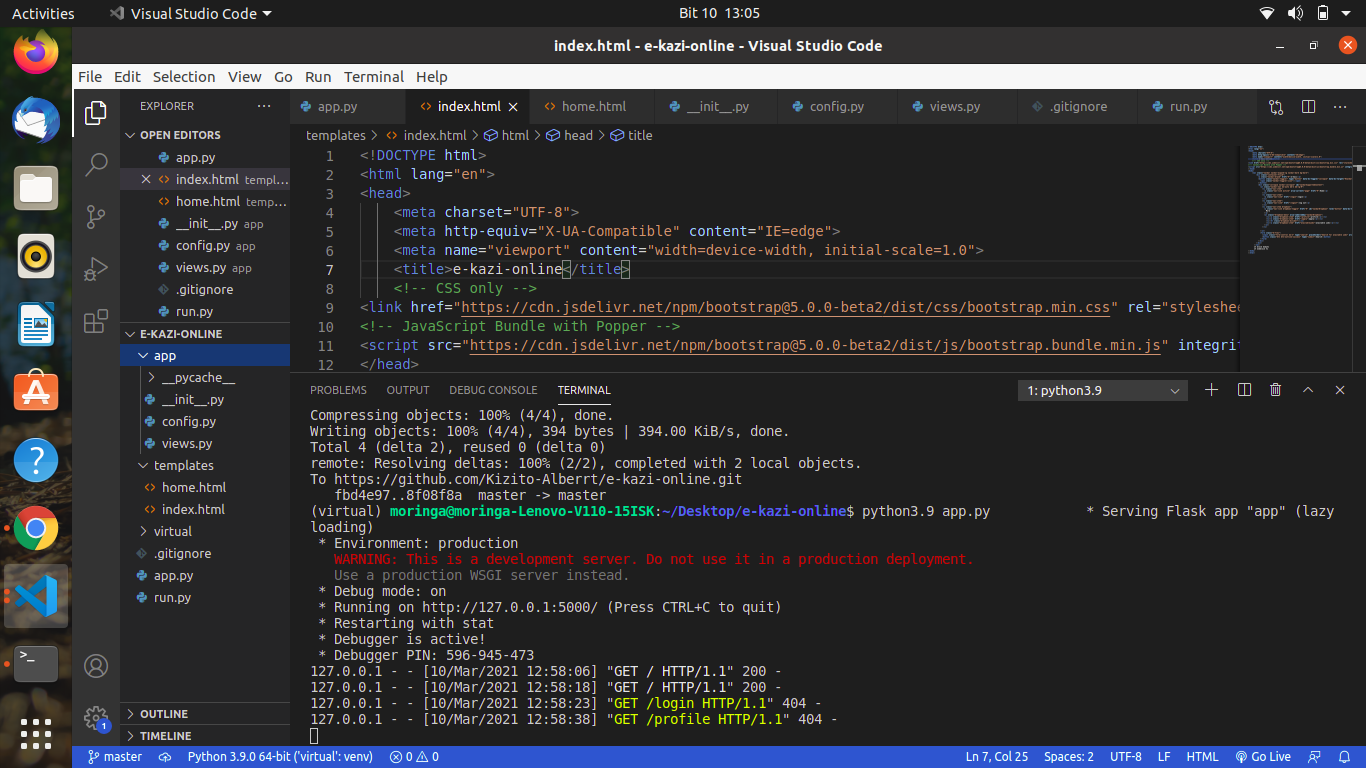 Activities Visual Studio Code Bit 10 13:05
index.html - e-kazi-online - Visual Studio Code
File Edit Selection View Go Run Terminal Help
EXPLORER
OPEN EDITORS
app.py
index.html templ...
home.html temp...
__init__.py app
config.py app
views.py app
.gitignore
run.py
E-KAZI-ONLINE
app
__pycache__
__init__.py
config.py
views.py
templates
home.html
index.html
virtual
.gitignore
app.py
run.py
OUTLINE
TIMELINE
app.py index.html home.html __init__.py config.py views.py .gitignore run.py
templates > index.html > html > head > title
1 <!DOCTYPE html>
2 <html lang="en">
3 <head>
4 <meta charset="UTF-8">
5 <meta http-equiv="X-UA-Compatible" content="IE=edge">
6 <meta name="viewport" content="width=device-width, initial-scale=1.0">
7 <title>e-kazi-online</title>
8 <!-- CSS only -->
9 <link href="https://cdn.jsdelivr.net/npm/bootstrap@5.0.0-beta2/dist/css/bootstrap.min.css" rel="styleshe
10 <!-- JavaScript Bundle with Popper -->
11 <script src="https://cdn.jsdelivr.net/npm/bootstrap@5.0.0-beta2/dist/js/bootstrap.bundle.min.js" integrit
12 </head>
PROBLEMS OUTPUT DEBUG CONSOLE TERMINAL 1: python3.9
Compressing objects: 100% (4/4), done.
Writing objects: 100% (4/4), 394 bytes | 394.00 KiB/s, done.
Total 4 (delta 2), reused 0 (delta 0)
remote: Resolving deltas: 100% (2/2), completed with 2 local objects.
To https://github.com/Kizito-Alberrt/e-kazi-online.git
fbd4e97..8f08f8a master -> master
(virtual) moringa@moringa-Lenovo-V110-15ISK:~/Desktop/e-kazi-online$ python3.9 app.py * Serving Flask app "app" (lazy
loading)
* Environment: production
WARNING: This is a development server. Do not use it in a production deployment.
Use a production WSGI server instead.
* Debug mode: on
* Running on http://127.0.0.1:5000/ (Press CTRL+C to quit)
* Restarting with stat
* Debugger is active!
* Debugger PIN: 596-945-473
127.0.0.1 - - [10/Mar/2021 12:58:06] "GET / HTTP/1.1" 200 -
127.0.0.1 - - [10/Mar/2021 12:58:18] "GET / HTTP/1.1" 200 -
127.0.0.1 - - [10/Mar/2021 12:58:23] "GET /login HTTP/1.1" 404 -
127.0.0.1 - - [10/Mar/2021 12:58:38] "GET /profile HTTP/1.1" 404 -
1
master Python 3.9.0 64-bit ('virtual': venv) 0 0 Ln 7, Col 25 Spaces: 2 UTF-8 LF HTML Go Live